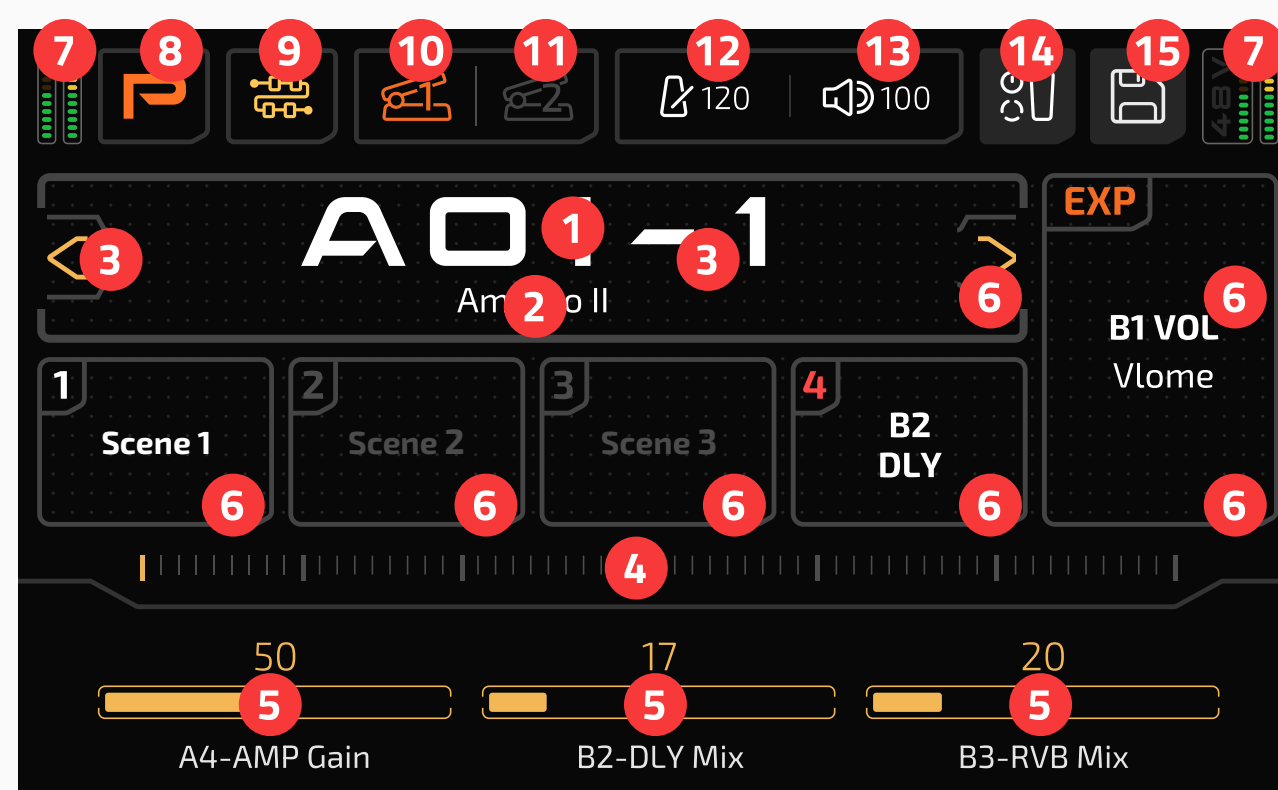 7 8 9 10 11 12 13 14 15 7
1 2 120 100 48V
A01-1 1 3
3 EXP
2 6 6
B1 VOL
Vlome
1 2 3 4
Scene 1 Scene 2 Scene 3 B2
DLY
6 6 6 6 6
4
50 17 20
5 5 5
A4-AMP Gain B2-DLY Mix B3-RVB Mix